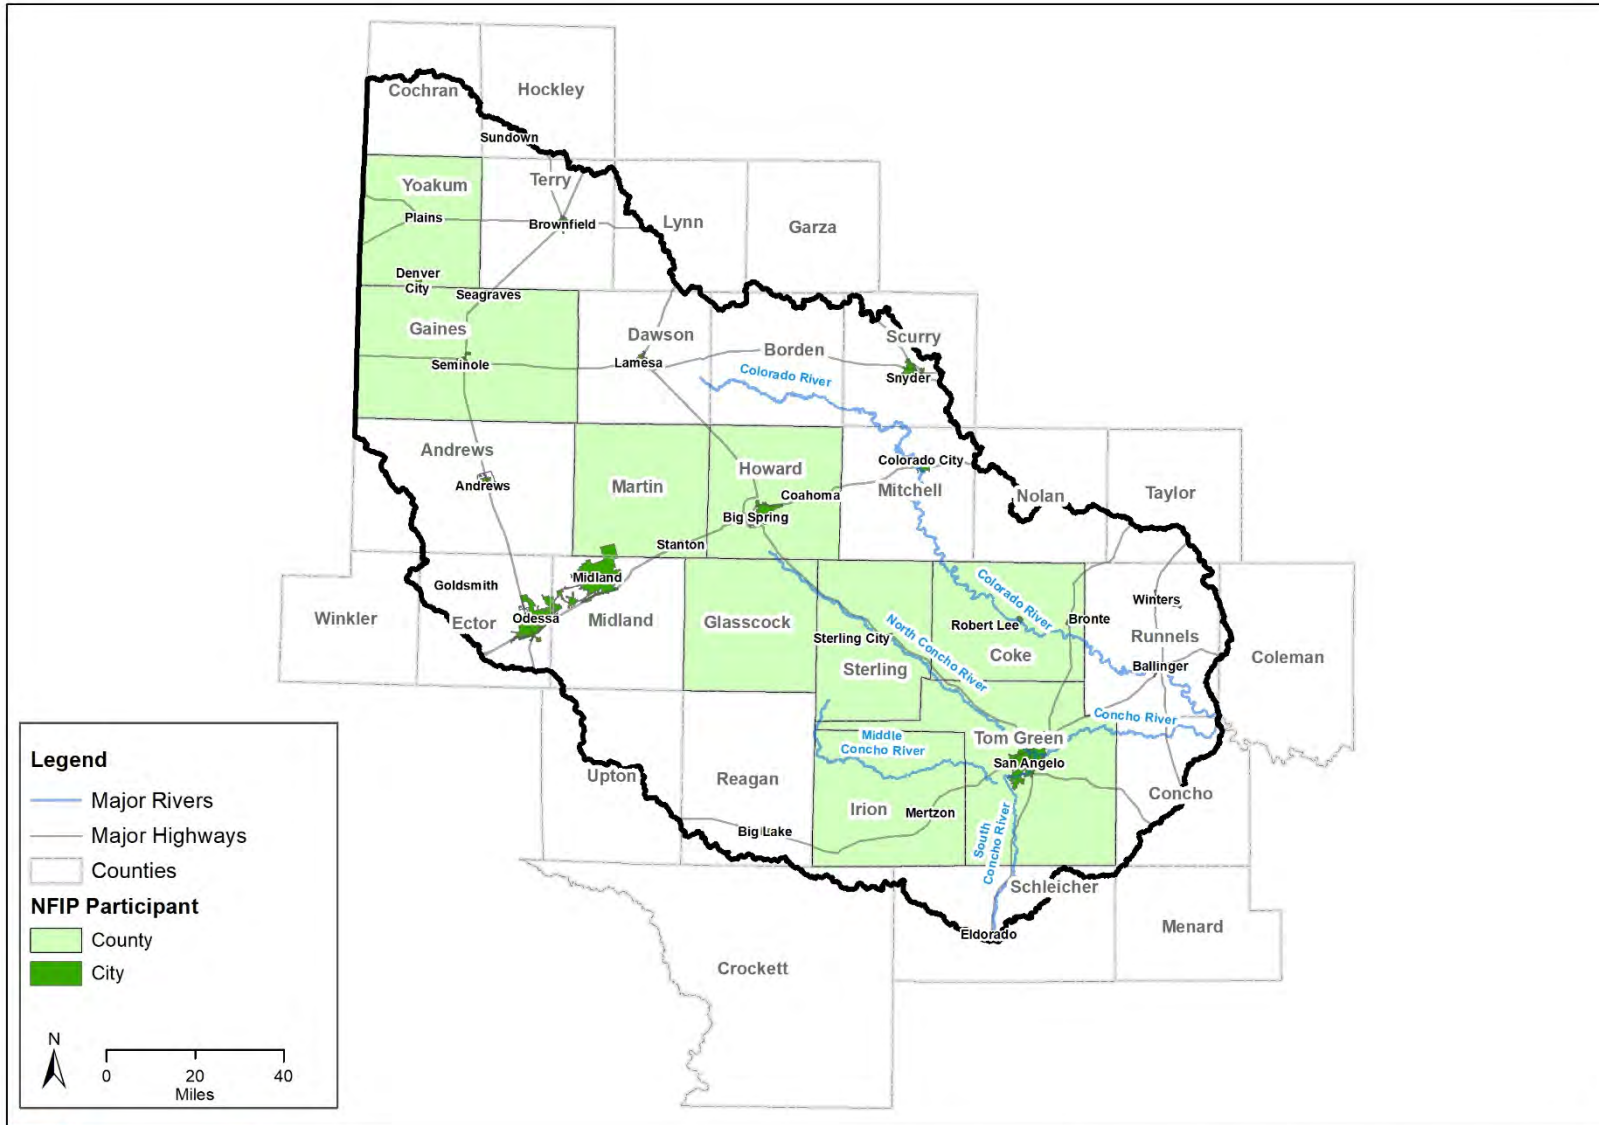 Cochran
Hockley
Sundown
Yoakum
Terry
Plains
Brownfield
Lynn
Garza
Denver
City
Seagraves
Gaines
Dawson
Scurry
Borden
Seminole
Lamesa
Colorado River
Snyder
Andrews
Andrews
Martin
Howard
Coahoma
Big Spring
Colorado City
Mitchell
Nolan
Taylor
Stanton
Goldsmith
Midland
Winkler
Ector
Odessa
Midland
Glasscock
Sterling City
Sterling
North Concho River
Colorado River
Robert Lee
Coke
Bronte
Winters
Runnels
Ballinger
Coleman
Concho River
Middle
Concho River
Tom Green
San Angelo
Upton
Reagan
Irion
Mertzon
Concho
Big Lake
South
Concho River
Schleicher
Eldorado
Menard
Crockett
Legend
Major Rivers
Major Highways
Counties
NFIP Participant
County
City
N
0 20 40
Miles